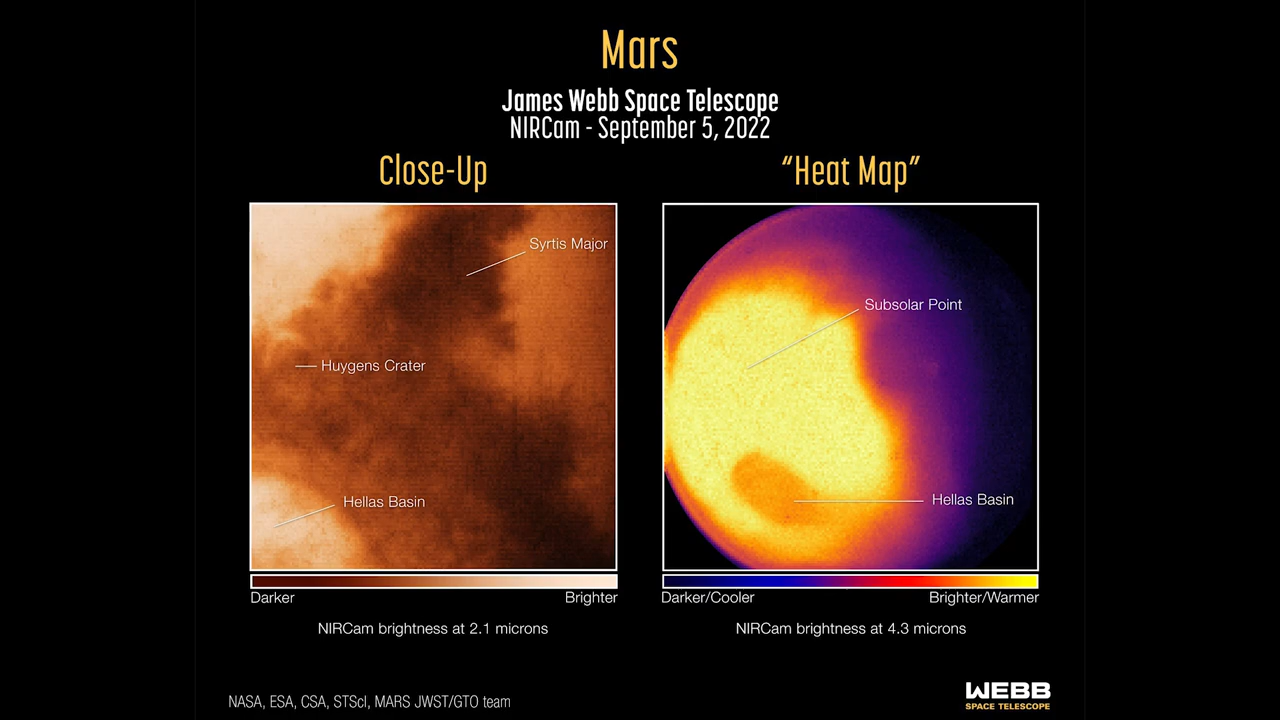 Mars
James Webb Space Telescope
NIRCam - September 5, 2022
Close-Up
Syrtis Major
Huygens Crater
Hellas Basin
Darker
Brighter
NIRCam brightness at 2.1 microns
“Heat Map”
Subsolar Point
Hellas Basin
Darker/Cooler
Brighter/Warmer
NIRCam brightness at 4.3 microns
NASA, ESA, CSA, STScI, MARS JWST/GTO team
WEBB
SPACE TELESCOPE